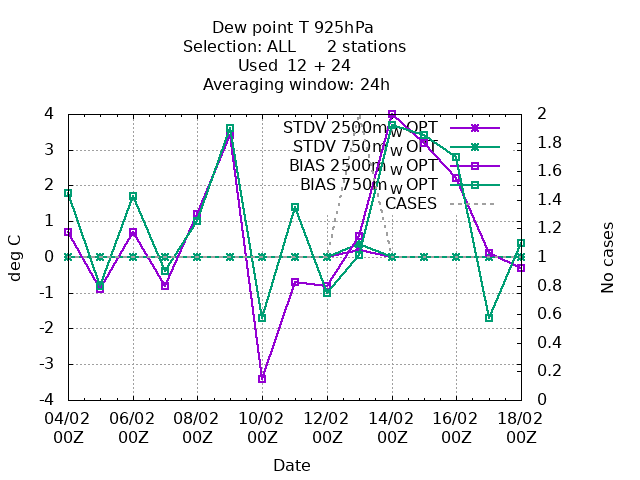 Dew point T 925hPa
Selection: ALL 2 stations
Used 12 + 24
Averaging window: 24h
STDV 2500m_w OPT
STDV 750m_w OPT
BIAS 2500m_w OPT
BIAS 750m_w OPT
CASES
4
3
2
1
0
-1
-2
-3
-4
deg C
2
1.8
1.6
1.4
1.2
1
0.8
0.6
0.4
0.2
0
No cases
04/02 06/02 08/02 10/02 12/02 14/02 16/02 18/02
00Z 00Z 00Z 00Z 00Z 00Z 00Z 00Z
Date